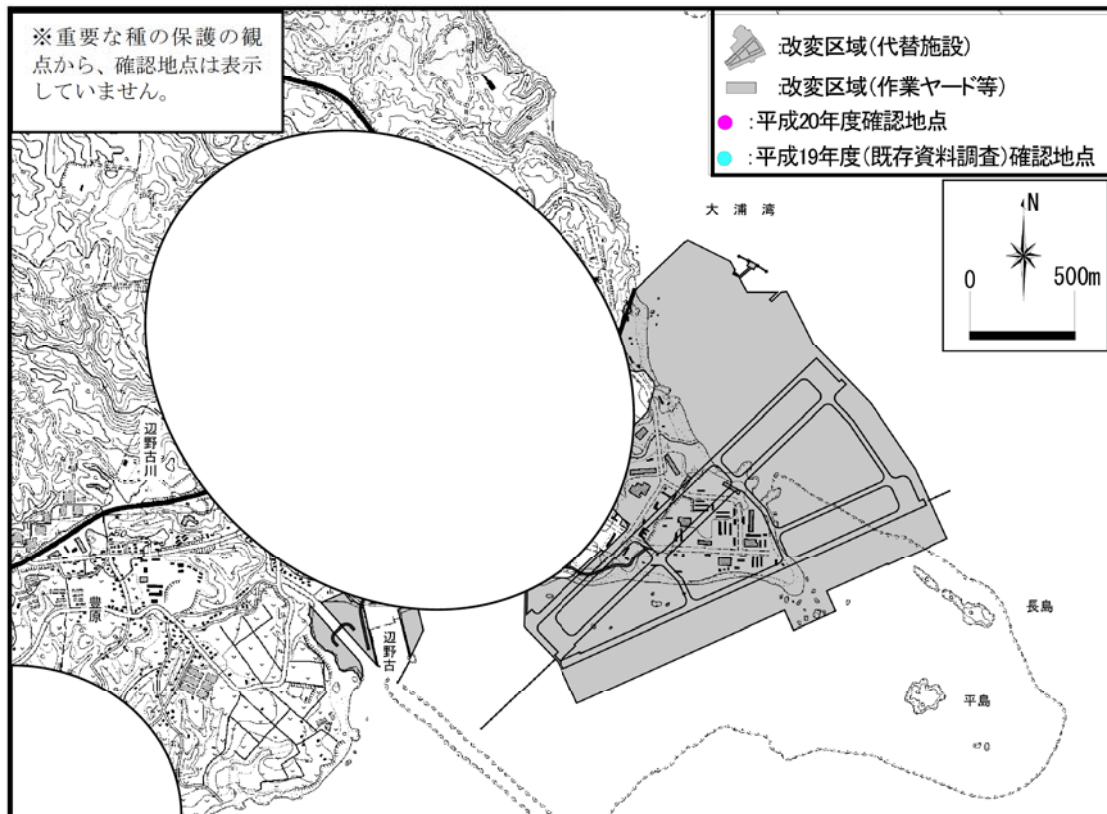 ※重要な種の保護の観
点から、確認地点は表示
していません。
:改変区域(代替施設)
:改変区域(作業ヤード等)
:平成20年度確認地点
:平成19年度(既存資料調査)確認地点
大浦湾
N
0 500m
辺野古川
豊原
辺野古
長島
平島